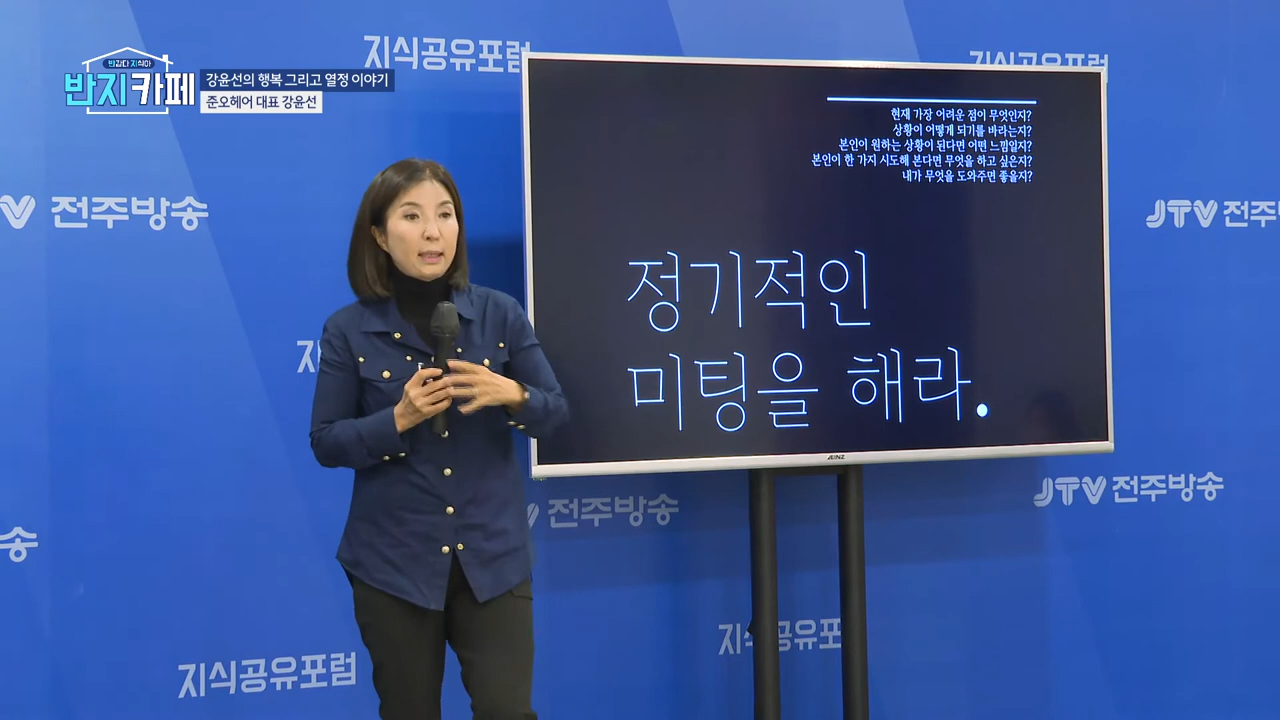 반갑다 지식아
반지카페
강윤선의 행복 그리고 열정 이야기
준오헤어 대표 강윤선
지식공유포럼
지식공유포럼
현재 가장 어려운 점이 무엇인지?
상황이 어떻게 되기를 바라는지?
본인이 원하는 상황이 된다면 어떤 느낌일지?
본인이 한 가지 시도해 본다면 무엇을 하고 싶은지?
내가 무엇을 도와주면 좋을지?
V 전주방송
JTV 전주방
정기적인
미팅을 해라.
지
JEINZ
V 전주방송
JTV 전주방송
송
지식공유포
지식공유포럼